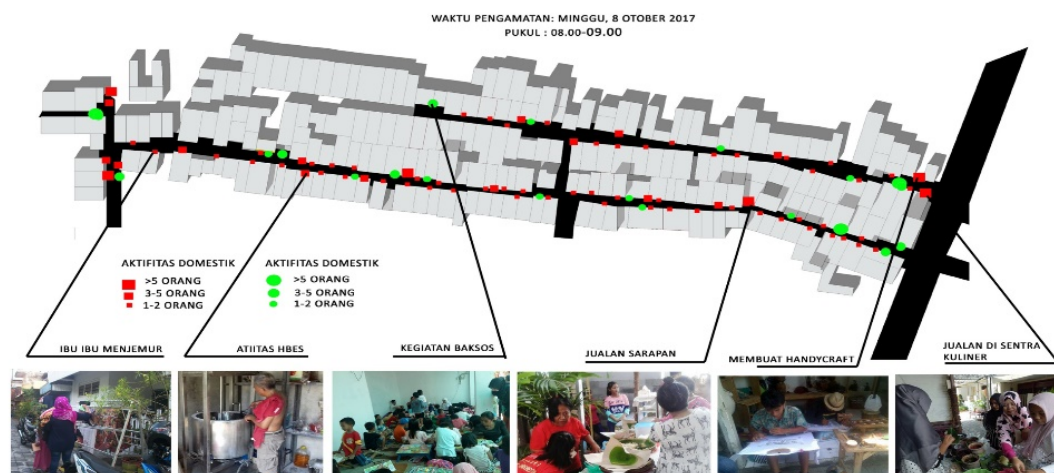 WAKTU PENGAMATAN: MINGGU, 8 OTOBER 2017
PUKUL : 08.00-09.00
AKTIFITAS DOMESTIK
>5 ORANG
3-5 ORANG
1-2 ORANG
AKTIFITAS DOMESTIK
>5 ORANG
3-5 ORANG
1-2 ORANG
IBU IBU MENJEMUR
ATIITAS HBES
KEGIATAN BAKSOS
JUALAN SARAPAN
MEMBUAT HANDYCRAFT
JUALAN DI SENTRA
KULINER